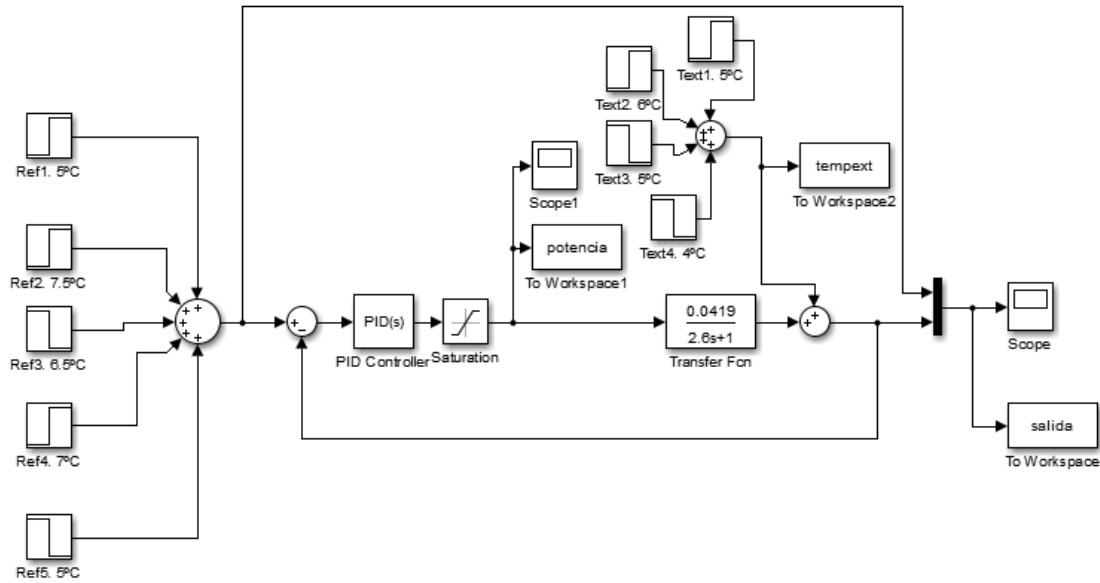 Ref1. 5ºC
Ref2. 7.5ºC
Ref3. 6.5ºC
Ref4. 7ºC
Ref5. 5ºC
PID(s)
PID Controller
Saturation
Scope1
potencia
To Workspace1
Text1. 5ºC
Text2. 6ºC
Text3. 5ºC
Text4. 4ºC
tempext
To Workspace2
0.0419
2.6s+1
Transfer Fcn
Scope
salida
To Workspace